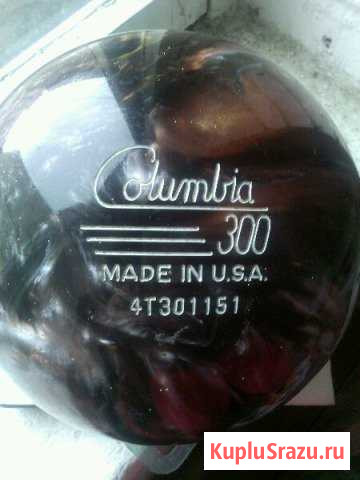 Columbia
300
MADE IN U.S.A.
4T301151
KupluSrazu.ru